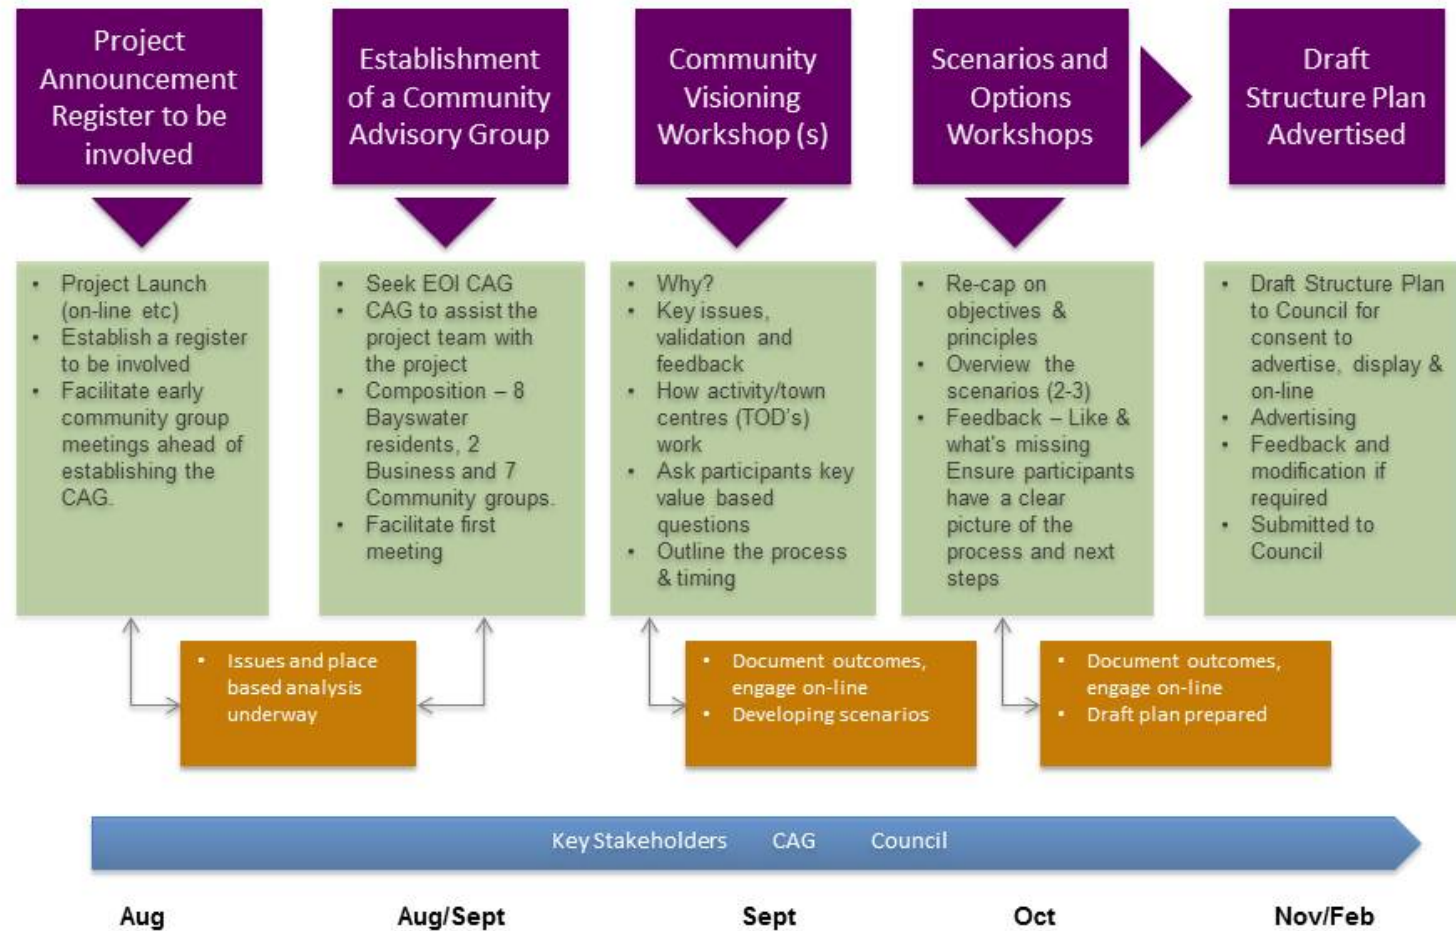 Project
Announcement
Register to be
involved
Establishment
of a Community
Advisory Group
Community
Visioning
Workshop (s)
Scenarios and
Options
Workshops
Draft
Structure Plan
Advertised
• Project Launch
(on-line etc)
• Establish a register
to be involved
• Facilitate early
community group
meetings ahead of
establishing the
CAG.
• Seek EOI CAG
• CAG to assist the
project team with
the project
• Composition – 8
Bayswater
residents, 2
Business and 7
Community groups.
• Facilitate first
meeting
• Why?
• Key issues,
validation and
feedback
• How activity/town
centres (TOD's)
work
• Ask participants key
value based
questions
• Outline the process
& timing
• Re-cap on
objectives &
principles
• Overview the
scenarios (2-3)
• Feedback – Like &
what's missing
Ensure participants
have a clear
picture of the
process and next
steps
• Draft Structure Plan
to Council for
consent to
advertise, display &
on-line
• Advertising
• Feedback and
modification if
required
• Submitted to
Council
• Issues and place
based analysis
underway
• Document outcomes,
engage on-line
• Developing scenarios
• Document outcomes,
engage on-line
• Draft plan prepared
Key Stakeholders CAG Council
Aug Aug/Sept Sept Oct Nov/Feb